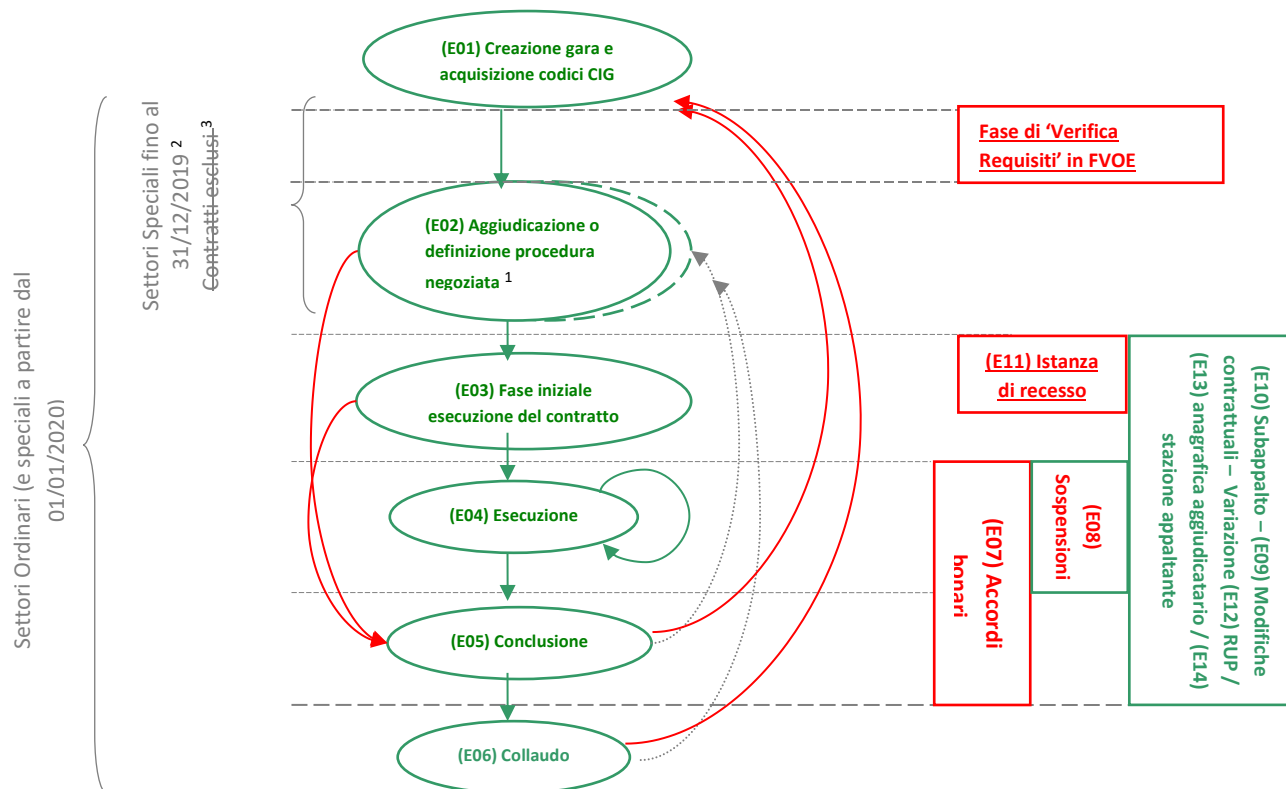 (E01) Creazione gara e
acquisizione codici CIG
Settori Ordinari (e speciali a partire dal
01/01/2020)
Settori Speciali fino al
31/12/2019 2
Contratti esclusi 3
Fase di ‘Verifica
Requisiti’ in FVOE
(E02) Aggiudicazione o
definizione procedura
negoziata 1
(E03) Fase iniziale
esecuzione del contratto
(E11) Istanza
di recesso
(E10) Subappalto – (E09) Modifiche
contrattuali – Variazione (E12) RUP /
(E13) anagrafica aggiudicatario / (E14)
stazione appaltante
(E04) Esecuzione
(E08)
Sospensioni
(E07) Accordi
bonari
(E05) Conclusione
(E06) Collaudo